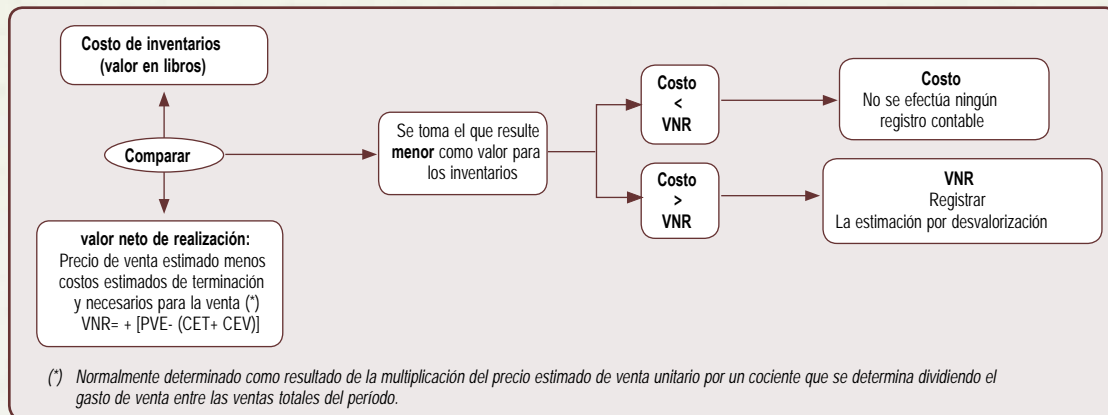 Costo de inventarios
(valor en libros)
Comparar
valor neto de realización:
Precio de venta estimado menos
costos estimados de terminación
y necesarios para la venta (*)
VNR= + [PVE- (CET+ CEV)]
Se toma el que resulte
menor como valor para
los inventarios
Costo
<
VNR
Costo
No se efectúa ningún
registro contable
Costo
>
VNR
VNR
Registrar
La estimación por desvalorización
(*) Normalmente determinado como resultado de la multiplicación del precio estimado de venta unitario por un cociente que se determina dividiendo el
gasto de venta entre las ventas totales del período.